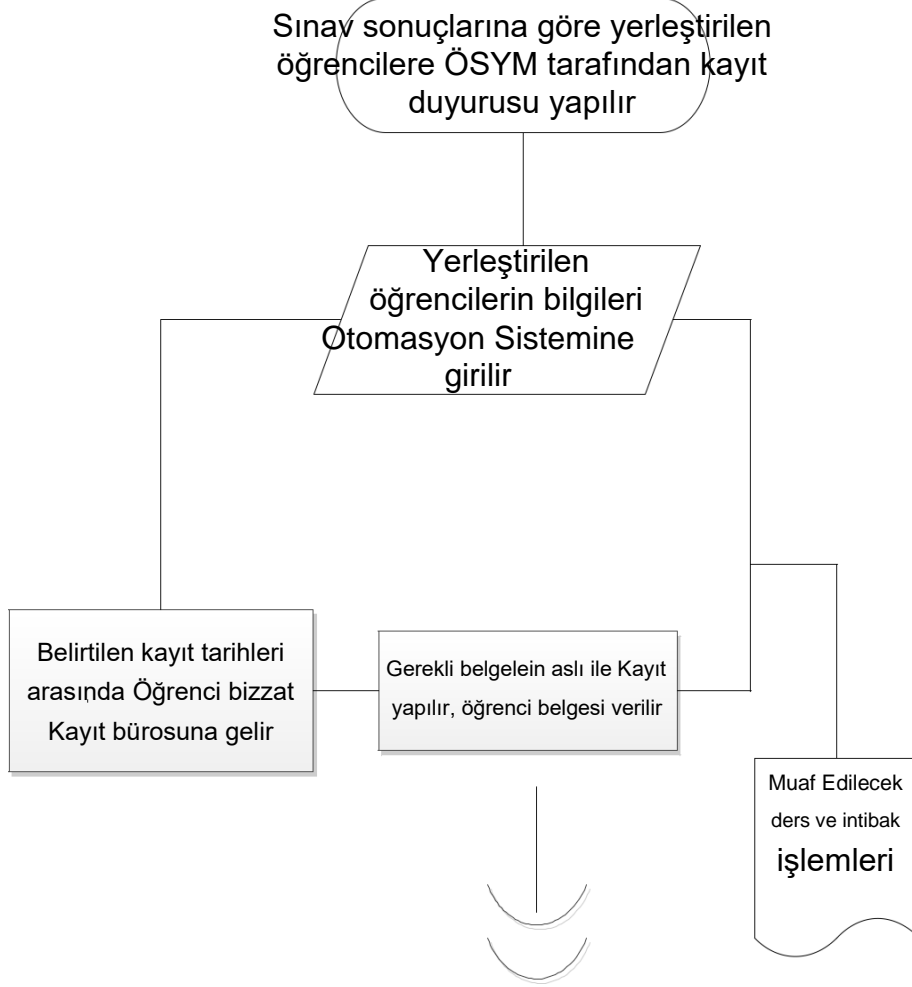 Sınav sonuçlarına göre yerleştirilen
öğrencilere ÖSYM tarafından kayıt
duyurusu yapılır
Yerleştirilen
öğrencilerin bilgileri
Otomasyon Sistemine
girilir
Belirtilen kayıt tarihleri
arasında Öğrenci bizzat
Kayıt bürosuna gelir
Gerekli belgelein aslı ile Kayıt
yapılır, öğrenci belgesi verilir
Muaf Edilecek
ders ve intibak
işlemleri